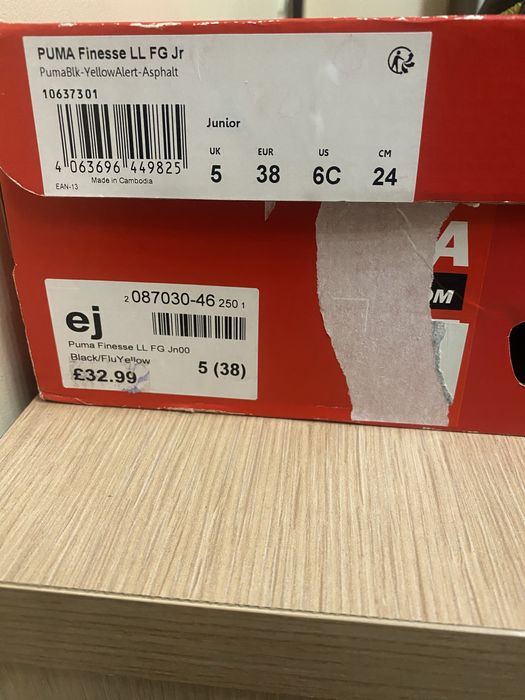 PUMA Finesse LL FG Jr
PumaBlk-YellowAlert-Asphalt
10637301
4 063696 449825
EAN-13
Made in Cambodia
Junior
UK EUR US CM
5 38 6C 24
2 087030-46 250 1
ej
Puma Finesse LL FG Jn00
Black/FluYellow
£32.99
5 (38)
A
OM